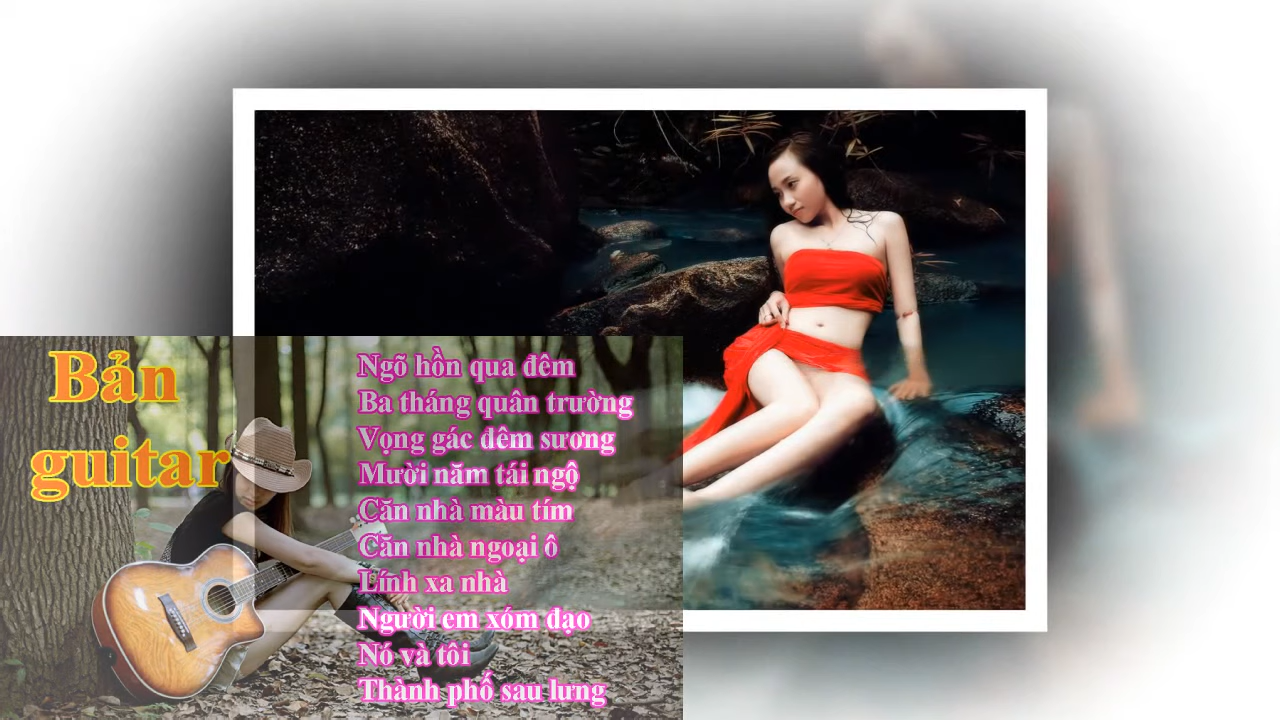 Bản
guitar
Ngõ hồn qua đêm
Ba tháng quân trường
Vọng gác đêm sương
Mười năm tái ngộ
Căn nhà màu tím
Căn nhà ngoại ô
Lính xa nhà
Người em xóm đạo
Nó và tôi
Thành phố sau lưng